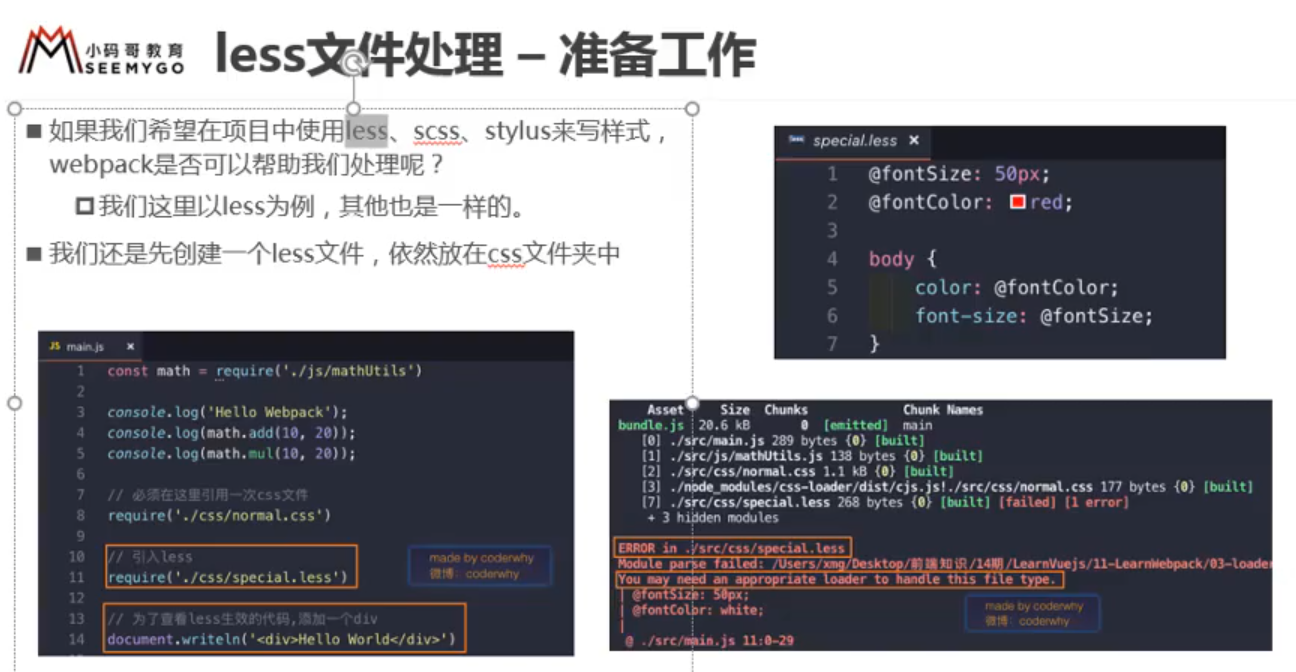 小码哥教育
SEEMYGO
less文件处理 – 准备工作
如果我们希望在项目中使用less、scss、stylus来写样式，
webpack是否可以帮助我们处理呢？
我们这里以less为例，其他也是一样的。
我们还是先创建一个less文件，依然放在css文件夹中
special.less ×
1 @fontSize: 50px;
2 @fontColor: red;
3
4 body {
5 color: @fontColor;
6 font-size: @fontSize;
7 }
JS main.js ×
1 const math = require('./js/mathUtils')
2
3 console.log('Hello Webpack');
4 console.log(math.add(10, 20));
5 console.log(math.mul(10, 20));
6
7 // 必须在这里引用一次css文件
8 require('./css/normal.css')
9
10 // 引入less
11 require('./css/special.less')
12
13 // 为了查看less生效的代码,添加一个div
14 document.writeln('<div>Hello World</div>')
made by coderwhy
微博：coderwhy
Asset Size Chunks Chunk Names
bundle.js 20.6 kB 0 [emitted] main
[0] ./src/main.js 289 bytes {0} [built]
[1] ./src/js/mathUtils.js 138 bytes {0} [built]
[2] ./src/css/normal.css 1.1 kB {0} [built]
[3] ./node_modules/css-loader/dist/cjs.js!./src/css/normal.css 177 bytes {0} [built]
[7] ./src/css/special.less 268 bytes {0} [built] [failed] [1 error]
+ 3 hidden modules
ERROR in ./src/css/special.less
Module parse failed: /Users/xmg/Desktop/前端知识/14期/LearnVuejs/11-LearnWebpack/03-loader
You may need an appropriate loader to handle this file type.
| @fontSize: 50px;
| @fontColor: white;
|
@ ./src/main.js 11:0-29
made by coderwhy
微博：coderwhy